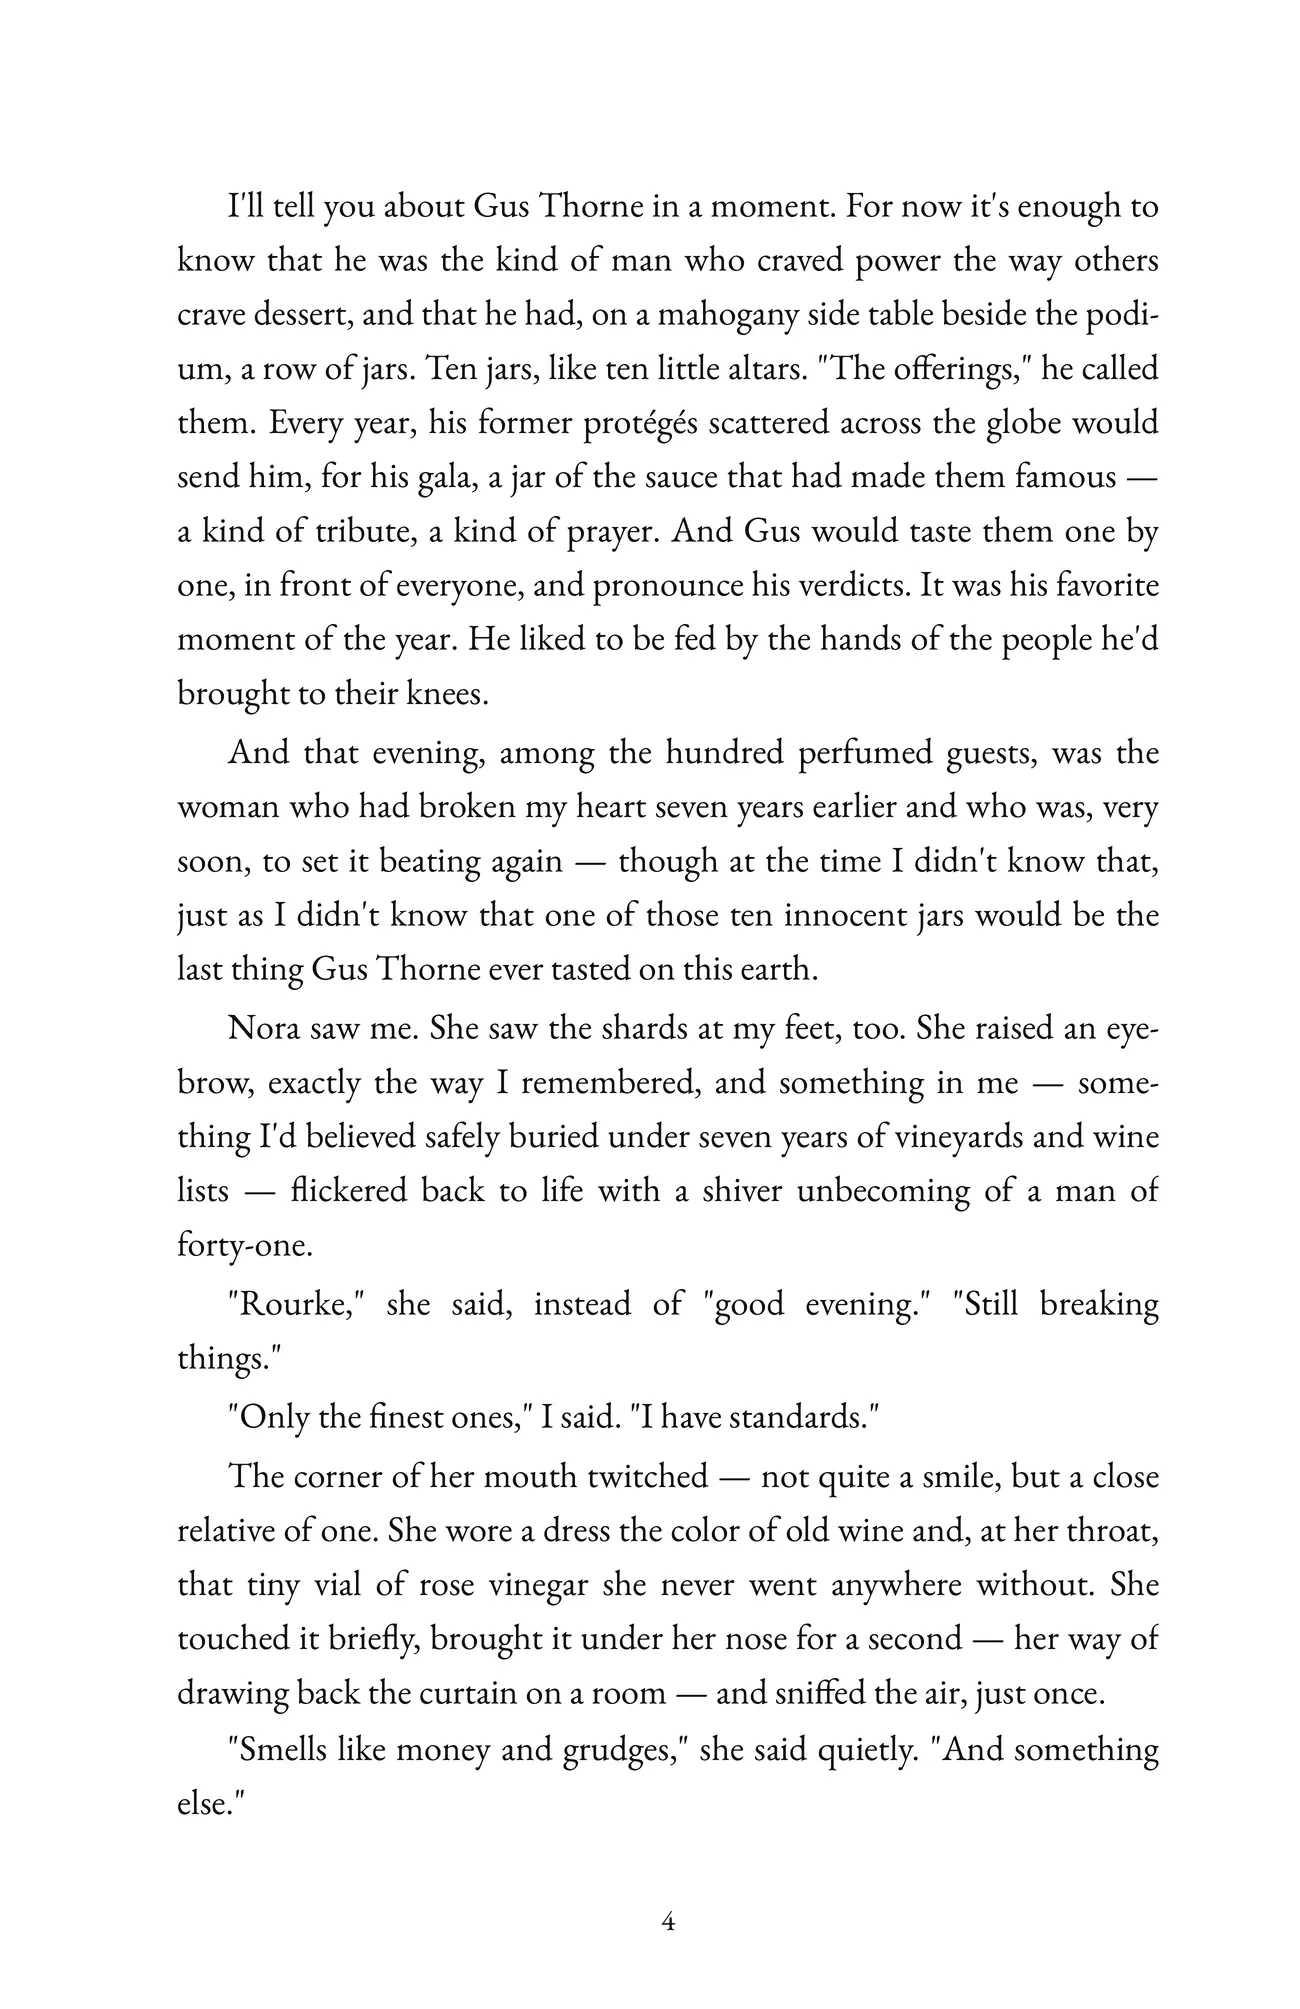 I'll tell you about Gus Thorne in a moment. For now it's enough to
know that he was the kind of man who craved power the way others
crave dessert, and that he had, on a mahogany side table beside the podi-
um, a row of jars. Ten jars, like ten little altars. "The offerings," he called
them. Every year, his former protégés scattered across the globe would
send him, for his gala, a jar of the sauce that had made them famous —
a kind of tribute, a kind of prayer. And Gus would taste them one by
one, in front of everyone, and pronounce his verdicts. It was his favorite
moment of the year. He liked to be fed by the hands of the people he'd
brought to their knees.
And that evening, among the hundred perfumed guests, was the
woman who had broken my heart seven years earlier and who was, very
soon, to set it beating again — though at the time I didn't know that,
just as I didn't know that one of those ten innocent jars would be the
last thing Gus Thorne ever tasted on this earth.
Nora saw me. She saw the shards at my feet, too. She raised an eye-
brow, exactly the way I remembered, and something in me — some-
thing I'd believed safely buried under seven years of vineyards and wine
lists — flickered back to life with a shiver unbecoming of a man of
forty-one.
"Rourke," she said, instead of "good evening." "Still breaking
things."
"Only the finest ones," I said. "I have standards."
The corner of her mouth twitched — not quite a smile, but a close
relative of one. She wore a dress the color of old wine and, at her throat,
that tiny vial of rose vinegar she never went anywhere without. She
touched it briefly, brought it under her nose for a second — her way of
drawing back the curtain on a room — and sniffed the air, just once.
"Smells like money and grudges," she said quietly. "And something
else."
4